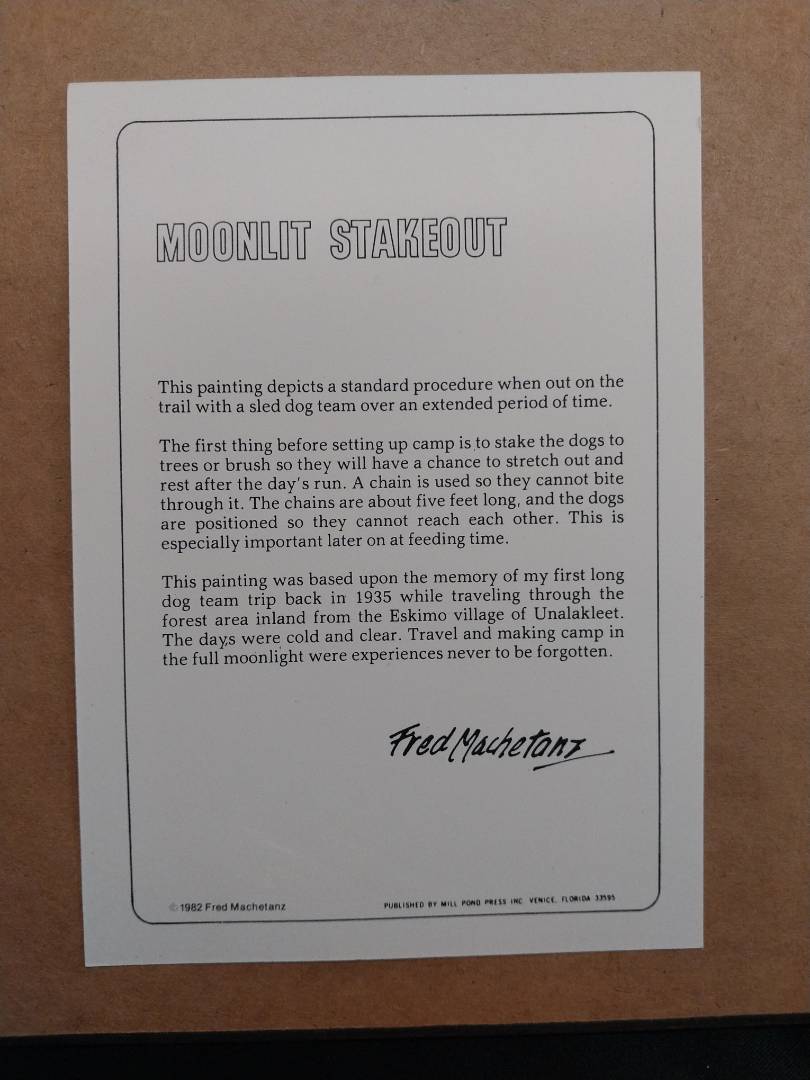 MOONLIT STAKEOUT
This painting depicts a standard procedure when out on the
trail with a sled dog team over an extended period of time.
The first thing before setting up camp is to stake the dogs to
trees or brush so they will have a chance to stretch out and
rest after the day's run. A chain is used so they cannot bite
through it. The chains are about five feet long, and the dogs
are positioned so they cannot reach each other. This is
especially important later on at feeding time.
This painting was based upon the memory of my first long
dog team trip back in 1935 while traveling through the
forest area inland from the Eskimo village of Unalakleet.
The days were cold and clear. Travel and making camp in
the full moonlight were experiences never to be forgotten.
Fred Machetanz
©1982 Fred Machetanz
PUBLISHED BY MILL POND PRESS INC. VENICE, FLORIDA 33595